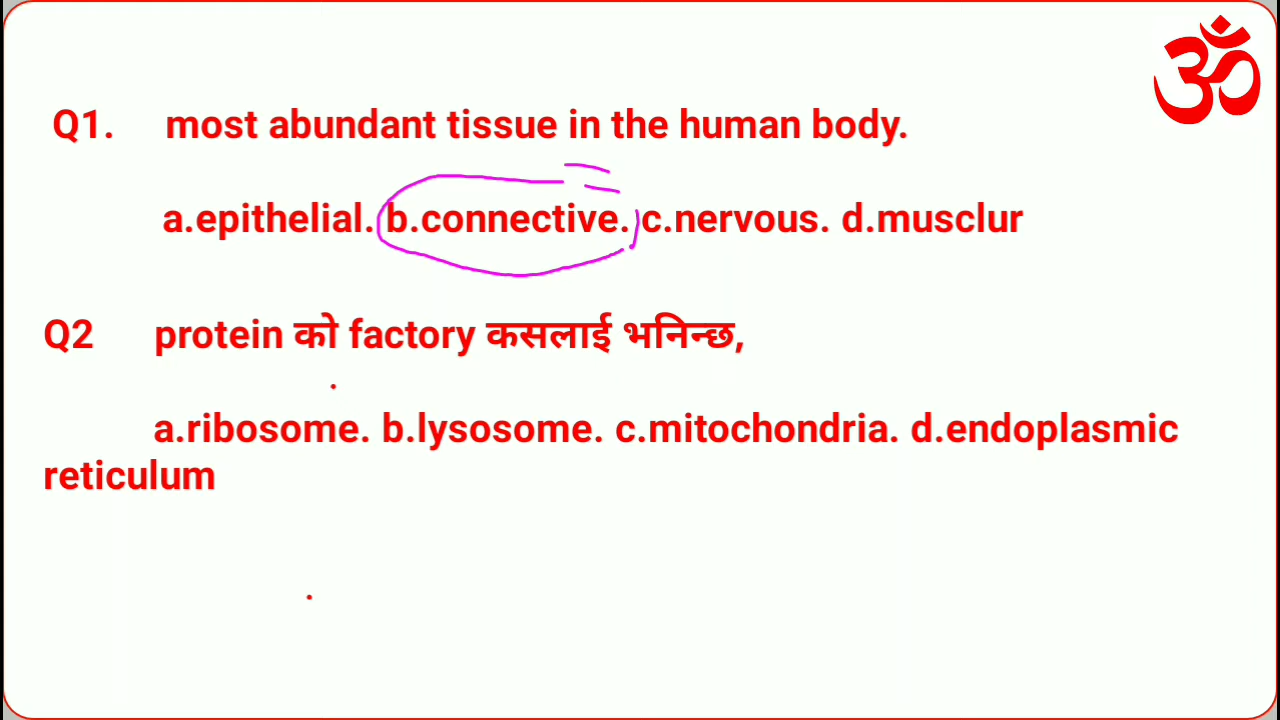 ॐ
Q1. most abundant tissue in the human body.
a.epithelial. b.connective. c.nervous. d.musclur
Q2 protein को factory कसलाई भनिन्छ,
a.ribosome. b.lysosome. c.mitochondria. d.endoplasmic
reticulum